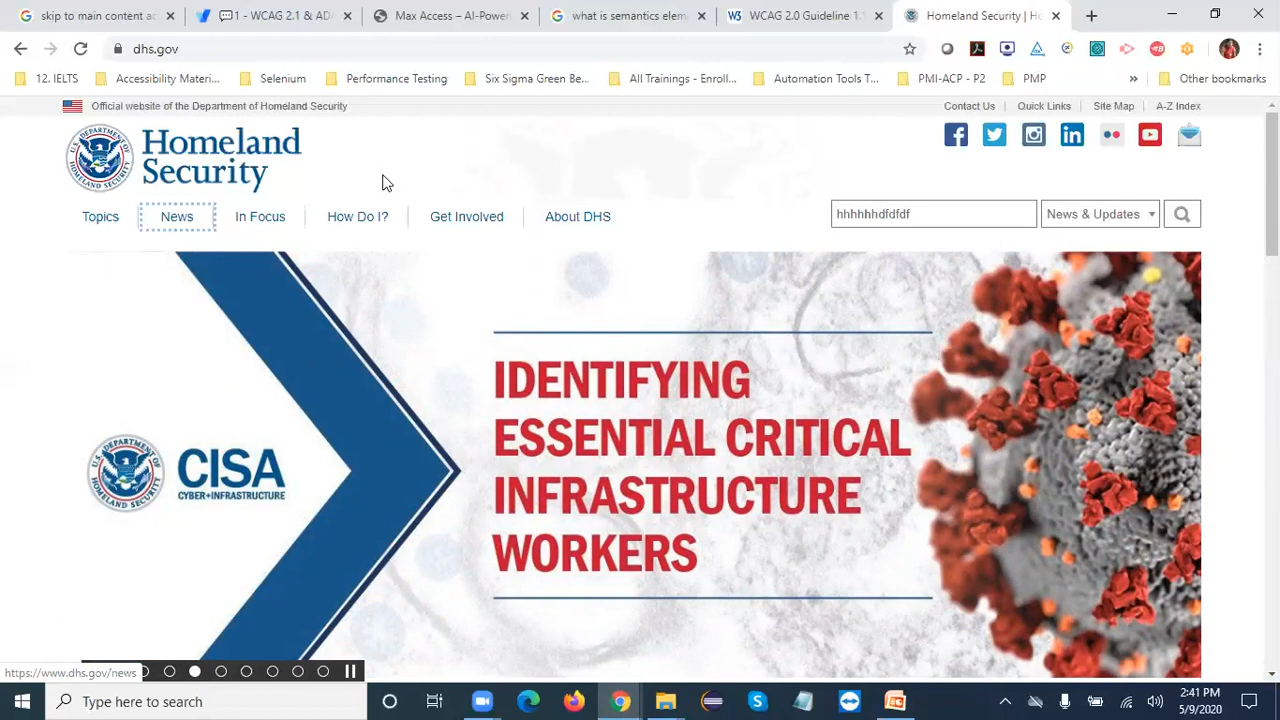 skip to main content ac
1 - WCAG 2.1 & AD
Max Access – AI-Power
what is semantics elem
WCAG 2.0 Guideline 1.
Homeland Security | Ho
dhs.gov
12. IELTS
Accessibility Materi...
Selenium
Performance Testing
Six Sigma Green Be...
All Trainings - Enroll...
Automation Tools T...
PMI-ACP - P2
PMP
Other bookmarks
Official website of the Department of Homeland Security
Contact Us
Quick Links
Site Map
A-Z Index
Homeland
Security
Topics
News
In Focus
How Do I?
Get Involved
About DHS
hhhhhhdfdfdf
News & Updates
IDENTIFYING
ESSENTIAL CRITICAL
INFRASTRUCTURE
WORKERS
CISA
CYBER+INFRASTRUCTURE
https://www.dhs.gov/news
Type here to search
2:41 PM
5/9/2020